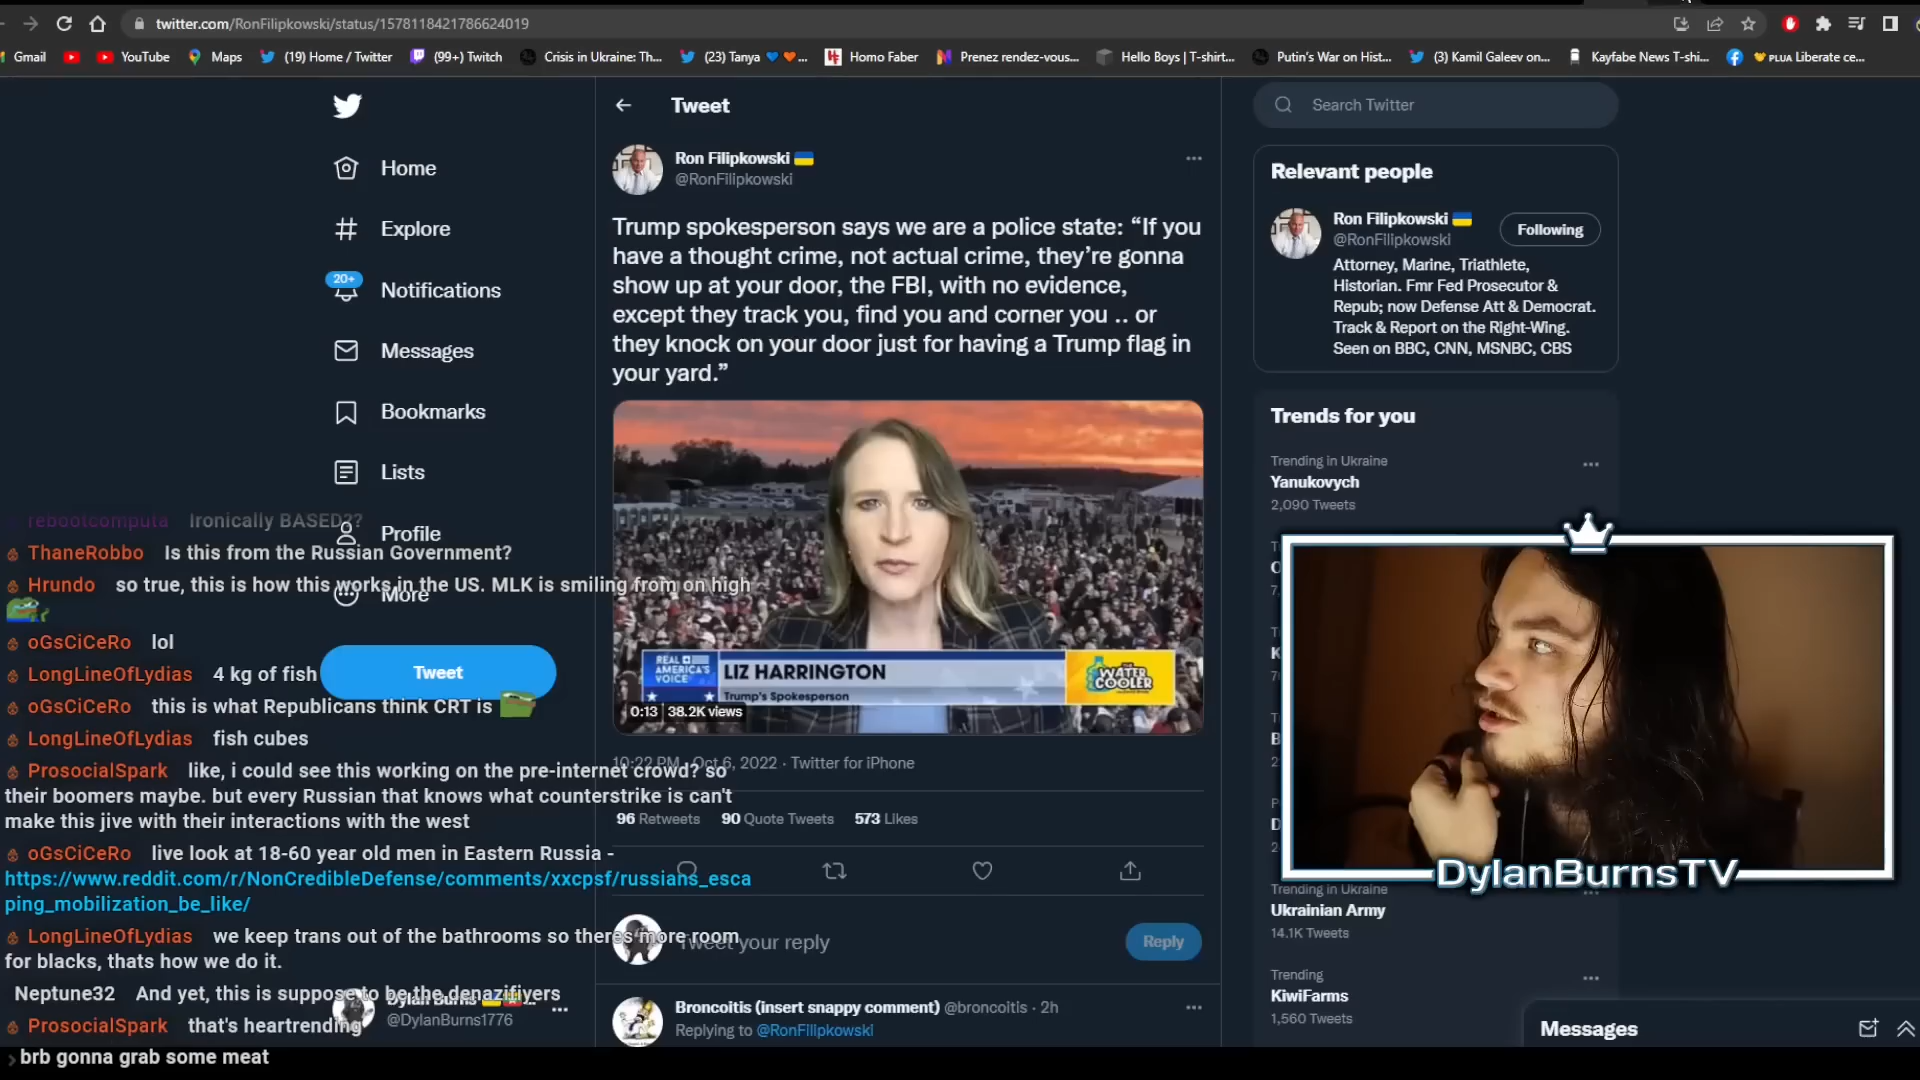 twitter.com/RonFilipkowski/status/1578118421786624019
Gmail
YouTube
Maps
(19) Home / Twitter
(99+) Twitch
Crisis in Ukraine: Th...
(23) Tanya 💙🧡...
Homo Faber
Prenez rendez-vous...
Hello Boys | T-shirt...
Putin's War on Hist...
(3) Kamil Galeev on...
Kayfabe News T-shi...
PLUA Liberate ce...
Home
Explore
20+
Notifications
Messages
Bookmarks
Lists
Profile
More
Tweet
Dylan Burns
@DylanBurns1776
Tweet
Ron Filipkowski 🇺🇦
@RonFilipkowski
Trump spokesperson says we are a police state: “If you
have a thought crime, not actual crime, they’re gonna
show up at your door, the FBI, with no evidence,
except they track you, find you and corner you .. or
they knock on your door just for having a Trump flag in
your yard.”
REAL
AMERICA'S
VOICE
LIZ HARRINGTON
Trump's Spokesperson
THE
WATER
COOLER
0:13 | 38.2K views
10:22 PM · Oct 6, 2022 · Twitter for iPhone
96 Retweets 90 Quote Tweets 573 Likes
Tweet your reply
Reply
Broncoitis (insert snappy comment) @broncoitis · 2h
Replying to @RonFilipkowski
Search Twitter
Relevant people
Ron Filipkowski 🇺🇦
@RonFilipkowski
Following
Attorney, Marine, Triathlete,
Historian. Fmr Fed Prosecutor &
Repub; now Defense Att & Democrat.
Track & Report on the Right-Wing.
Seen on BBC, CNN, MSNBC, CBS
Trends for you
Trending in Ukraine
Yanukovych
2,090 Tweets
DylanBurnsTV
Trending in Ukraine
Ukrainian Army
14.1K Tweets
Trending
KiwiFarms
1,560 Tweets
Messages
rebootcomputa Ironically BASED??
ThaneRobbo Is this from the Russian Government?
Hrundo so true, this is how this works in the US. MLK is smiling from on high
oGsCiCeRo lol
LongLineOfLydias 4 kg of fish
oGsCiCeRo this is what Republicans think CRT is
LongLineOfLydias fish cubes
ProsocialSpark like, i could see this working on the pre-internet crowd? so
their boomers maybe. but every Russian that knows what counterstrike is can't
make this jive with their interactions with the west
oGsCiCeRo live look at 18-60 year old men in Eastern Russia -
https://www.reddit.com/r/NonCredibleDefense/comments/xxcpsf/russians_esca
ping_mobilization_be_like/
LongLineOfLydias we keep trans out of the bathrooms so theres more room
for blacks, thats how we do it.
Neptune32 And yet, this is suppose to be the denazifiyers
ProsocialSpark that's heartrending
brb gonna grab some meat